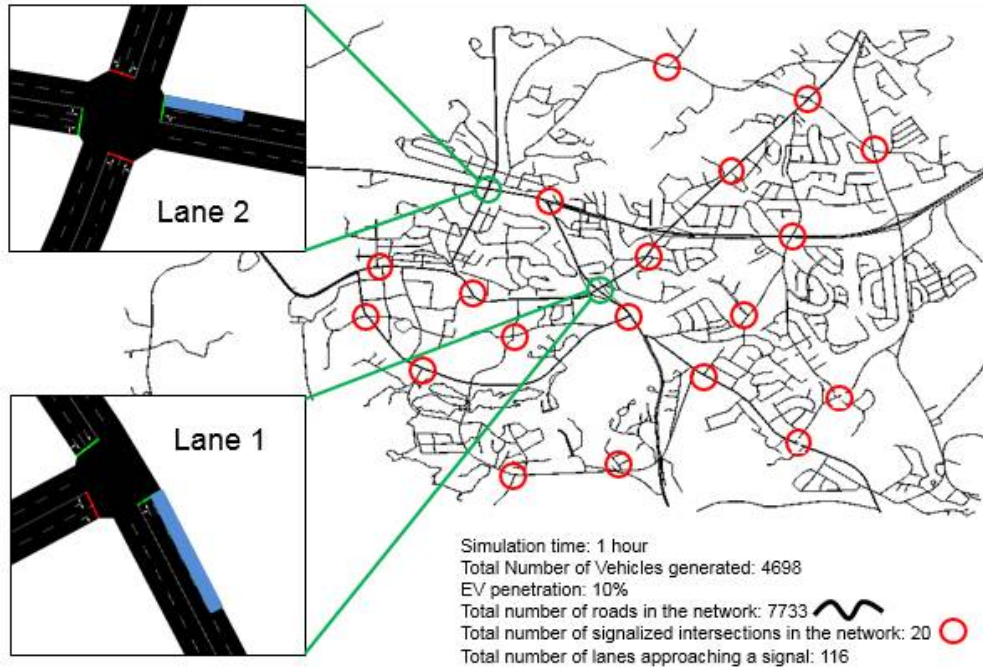 Lane 2
Lane 1
Simulation time: 1 hour
Total Number of Vehicles generated: 4698
EV penetration: 10%
Total number of roads in the network: 7733
Total number of signalized intersections in the network: 20
Total number of lanes approaching a signal: 116